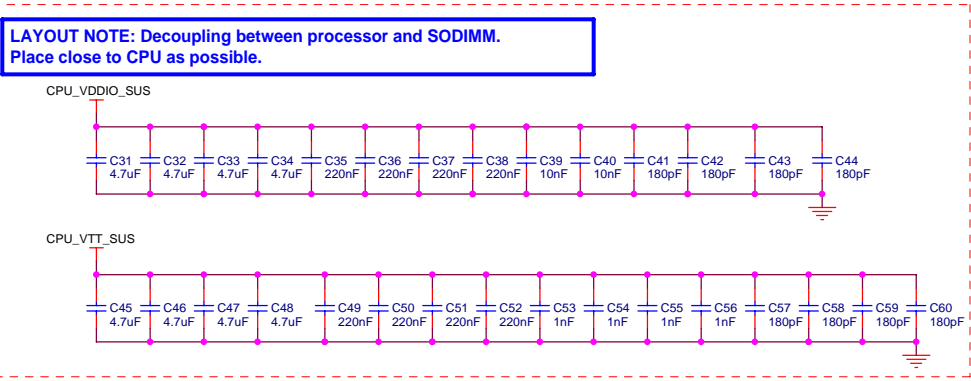 LAYOUT NOTE: Decoupling between processor and SODIMM.
Place close to CPU as possible.
CPU_VDDIO_SUS
C31 C32 C33 C34 C35 C36 C37 C38 C39 C40 C41 C42 C43 C44
4.7uF 4.7uF 4.7uF 4.7uF 220nF 220nF 220nF 220nF 10nF 10nF 180pF 180pF 180pF 180pF
CPU_VTT_SUS
C45 C46 C47 C48 C49 C50 C51 C52 C53 C54 C55 C56 C57 C58 C59 C60
4.7uF 4.7uF 4.7uF 4.7uF 220nF 220nF 220nF 220nF 1nF 1nF 1nF 1nF 180pF 180pF 180pF 180pF